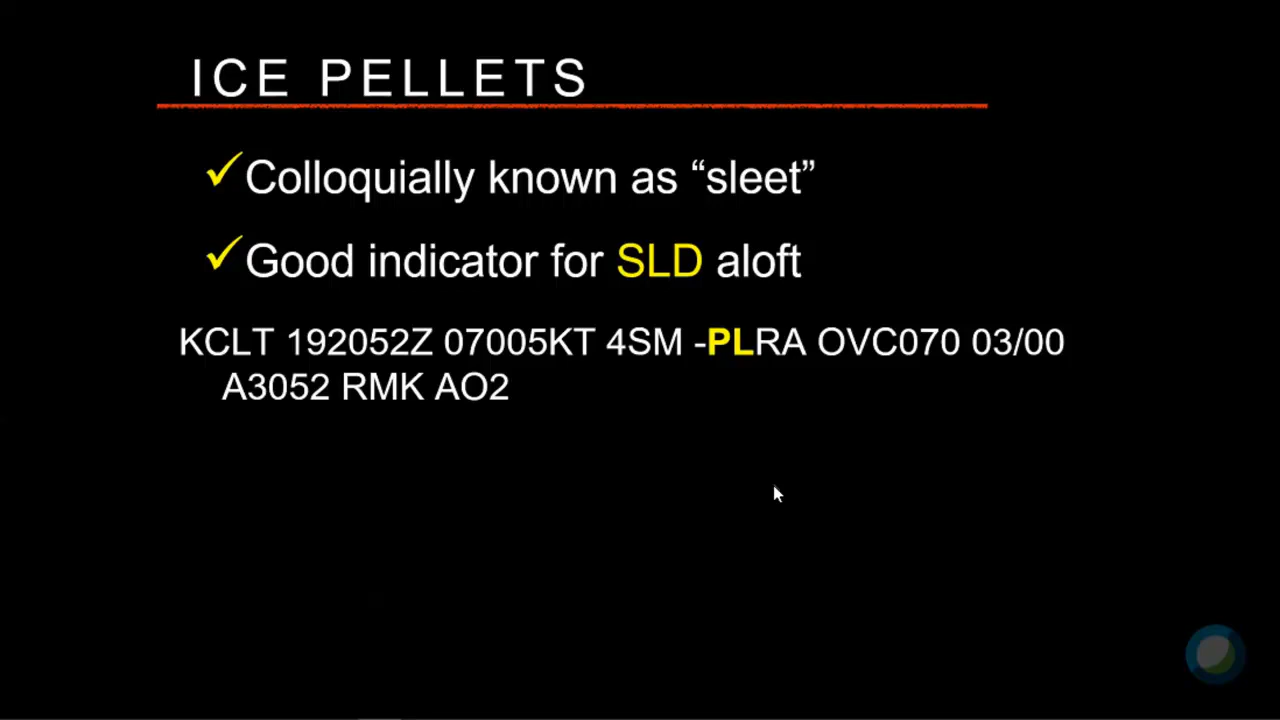 ICE PELLETS
✓Colloquially known as “sleet”
✓Good indicator for SLD aloft
KCLT 192052Z 07005KT 4SM -PLRA OVC070 03/00
A3052 RMK AO2